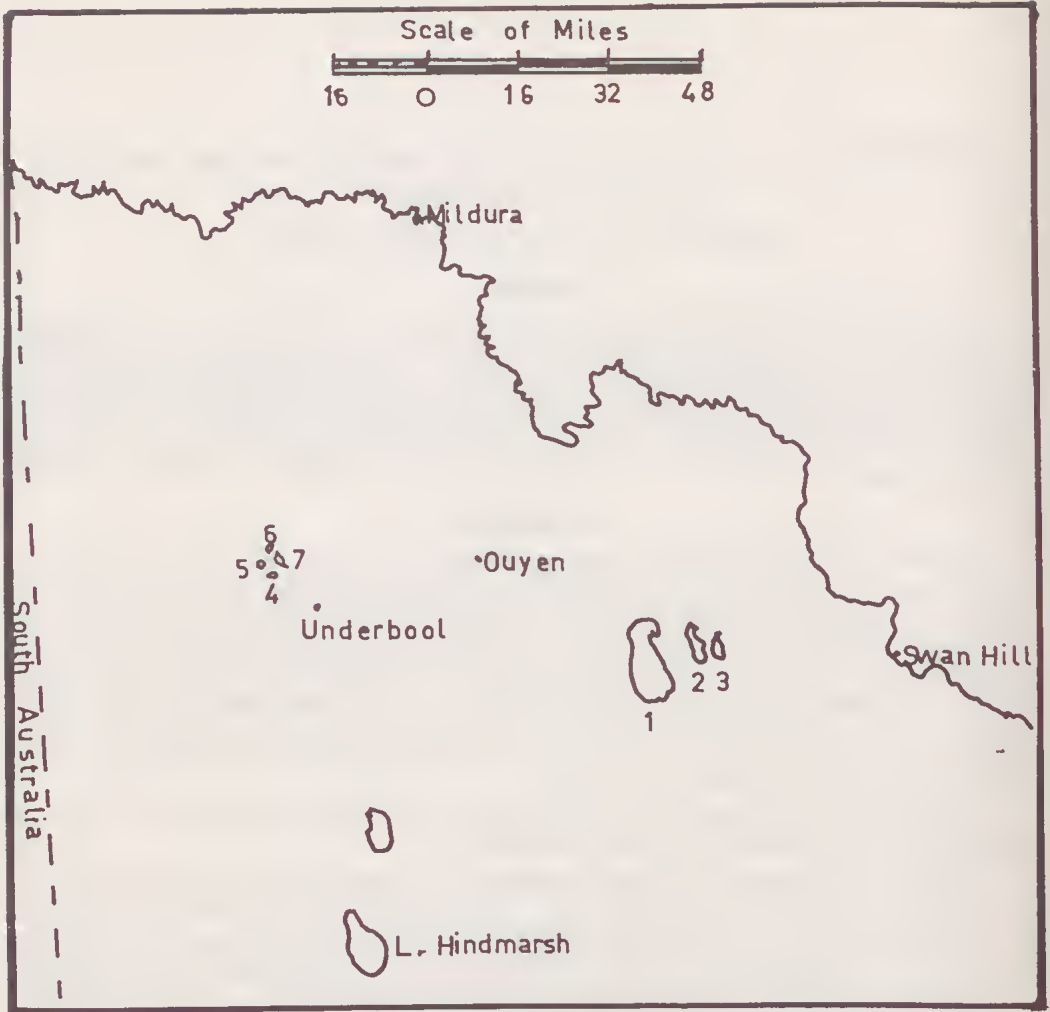 Scale of Miles
16 0 16 32 48
Mildura
6
5 7
4
Ouyen
Underbool
Swan Hill
2 3
1
South Australia
L. Hindmarsh